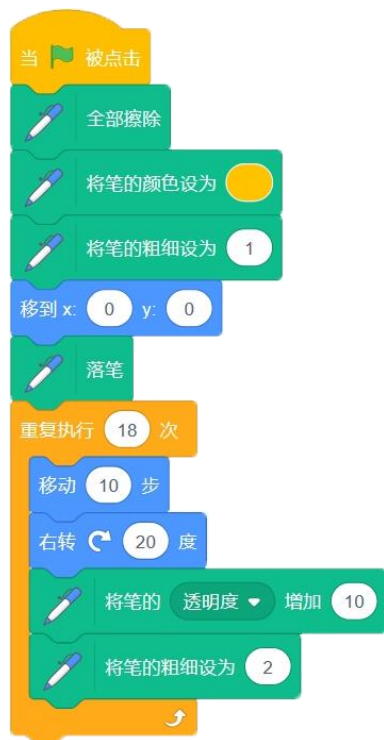 当 被点击
全部擦除
将笔的颜色设为
将笔的粗细设为 1
移到 x: 0 y: 0
落笔
重复执行 18 次
移动 10 步
右转 20 度
将笔的 透明度 增加 10
将笔的粗细设为 2